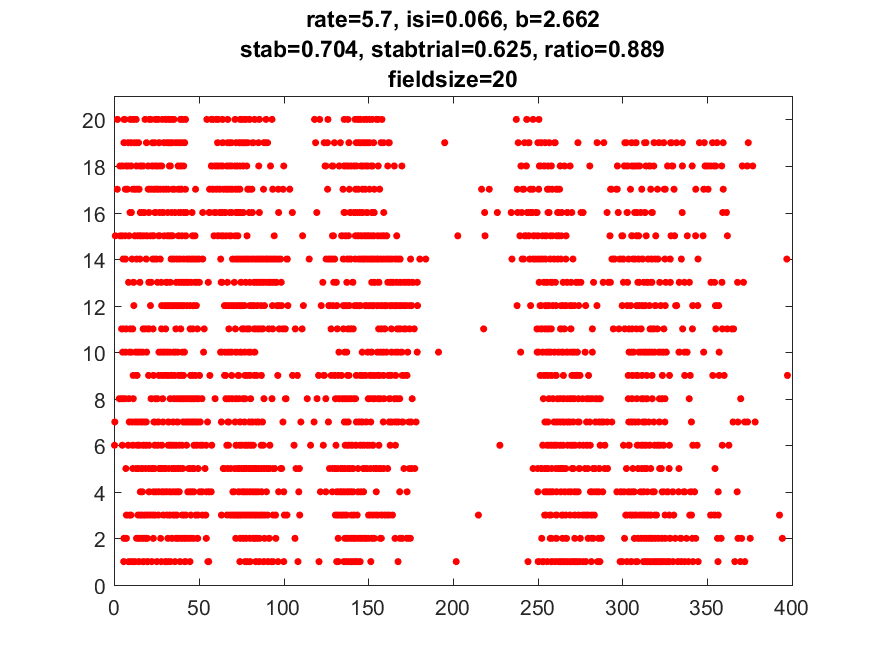 rate=5.7, isi=0.066, b=2.662
stab=0.704, stabtrial=0.625, ratio=0.889
fieldsize=20
20
18
16
14
12
10
8
6
4
2
0
0 50 100 150 200 250 300 350 400